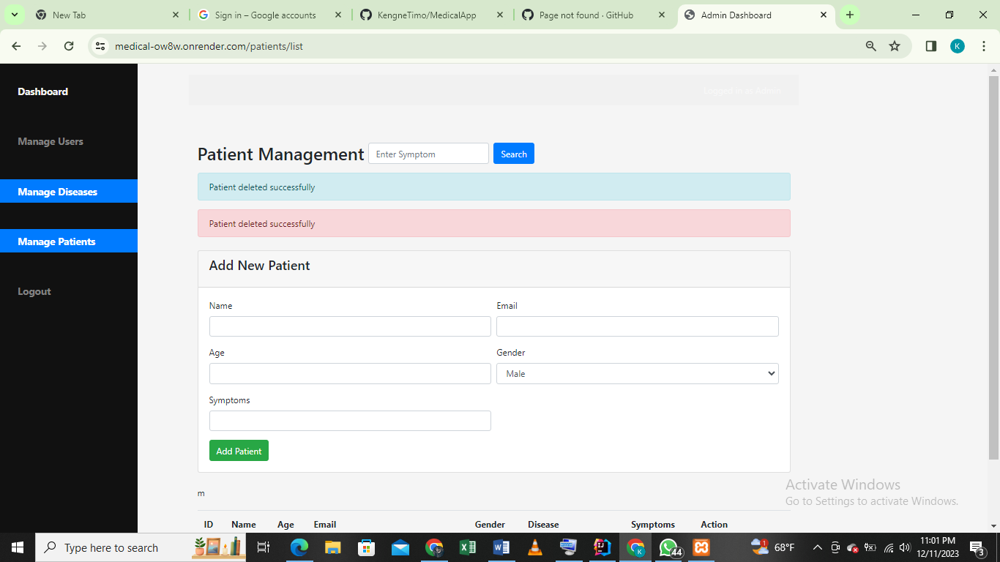 New Tab
Sign in – Google accounts
KengneTimo/MedicalApp
Page not found · GitHub
Admin Dashboard
medical-ow8w.onrender.com/patients/list
K
Dashboard
Logged in as Admin
Manage Users
Patient Management
Enter Symptom
Search
Patient deleted successfully
Manage Diseases
Patient deleted successfully
Manage Patients
Add New Patient
Logout
Name
Email
Age
Gender
Male
Symptoms
Add Patient
m
Activate Windows
Go to Settings to activate Windows.
ID Name Age Email Gender Disease Symptoms Action
Type here to search
44
1
68°F
11:01 PM
12/11/2023
3